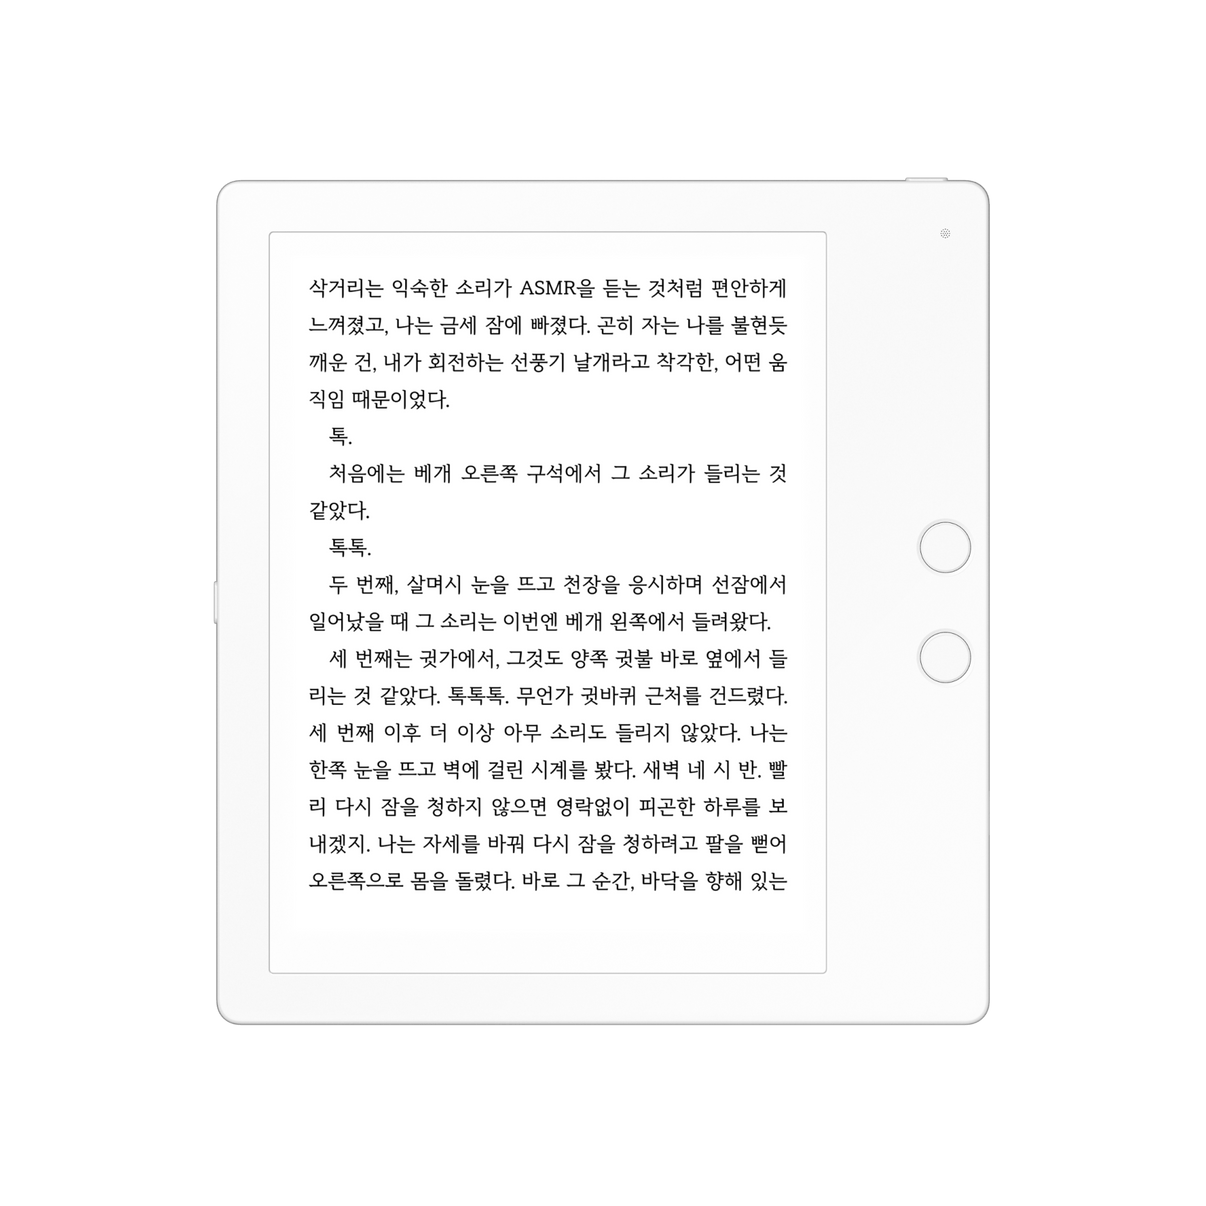 삭거리는 익숙한 소리가 ASMR을 듣는 것처럼 편안하게
느껴졌고, 나는 금세 잠에 빠졌다. 곤히 자는 나를 불현듯
깨운 건, 내가 회전하는 선풍기 날개라고 착각한, 어떤 움
직임 때문이었다.
톡.
처음에는 베개 오른쪽 구석에서 그 소리가 들리는 것
같았다.
톡톡.
두 번째, 살며시 눈을 뜨고 천장을 응시하며 선잠에서
일어났을 때 그 소리는 이번엔 베개 왼쪽에서 들려왔다.
세 번째는 귓가에서, 그것도 양쪽 귓불 바로 옆에서 들
리는 것 같았다. 톡톡톡. 무언가 귓바퀴 근처를 건드렸다.
세 번째 이후 더 이상 아무 소리도 들리지 않았다. 나는
한쪽 눈을 뜨고 벽에 걸린 시계를 봤다. 새벽 네 시 반. 빨
리 다시 잠을 청하지 않으면 영락없이 피곤한 하루를 보
내겠지. 나는 자세를 바꿔 다시 잠을 청하려고 팔을 뻗어
오른쪽으로 몸을 돌렸다. 바로 그 순간, 바닥을 향해 있는